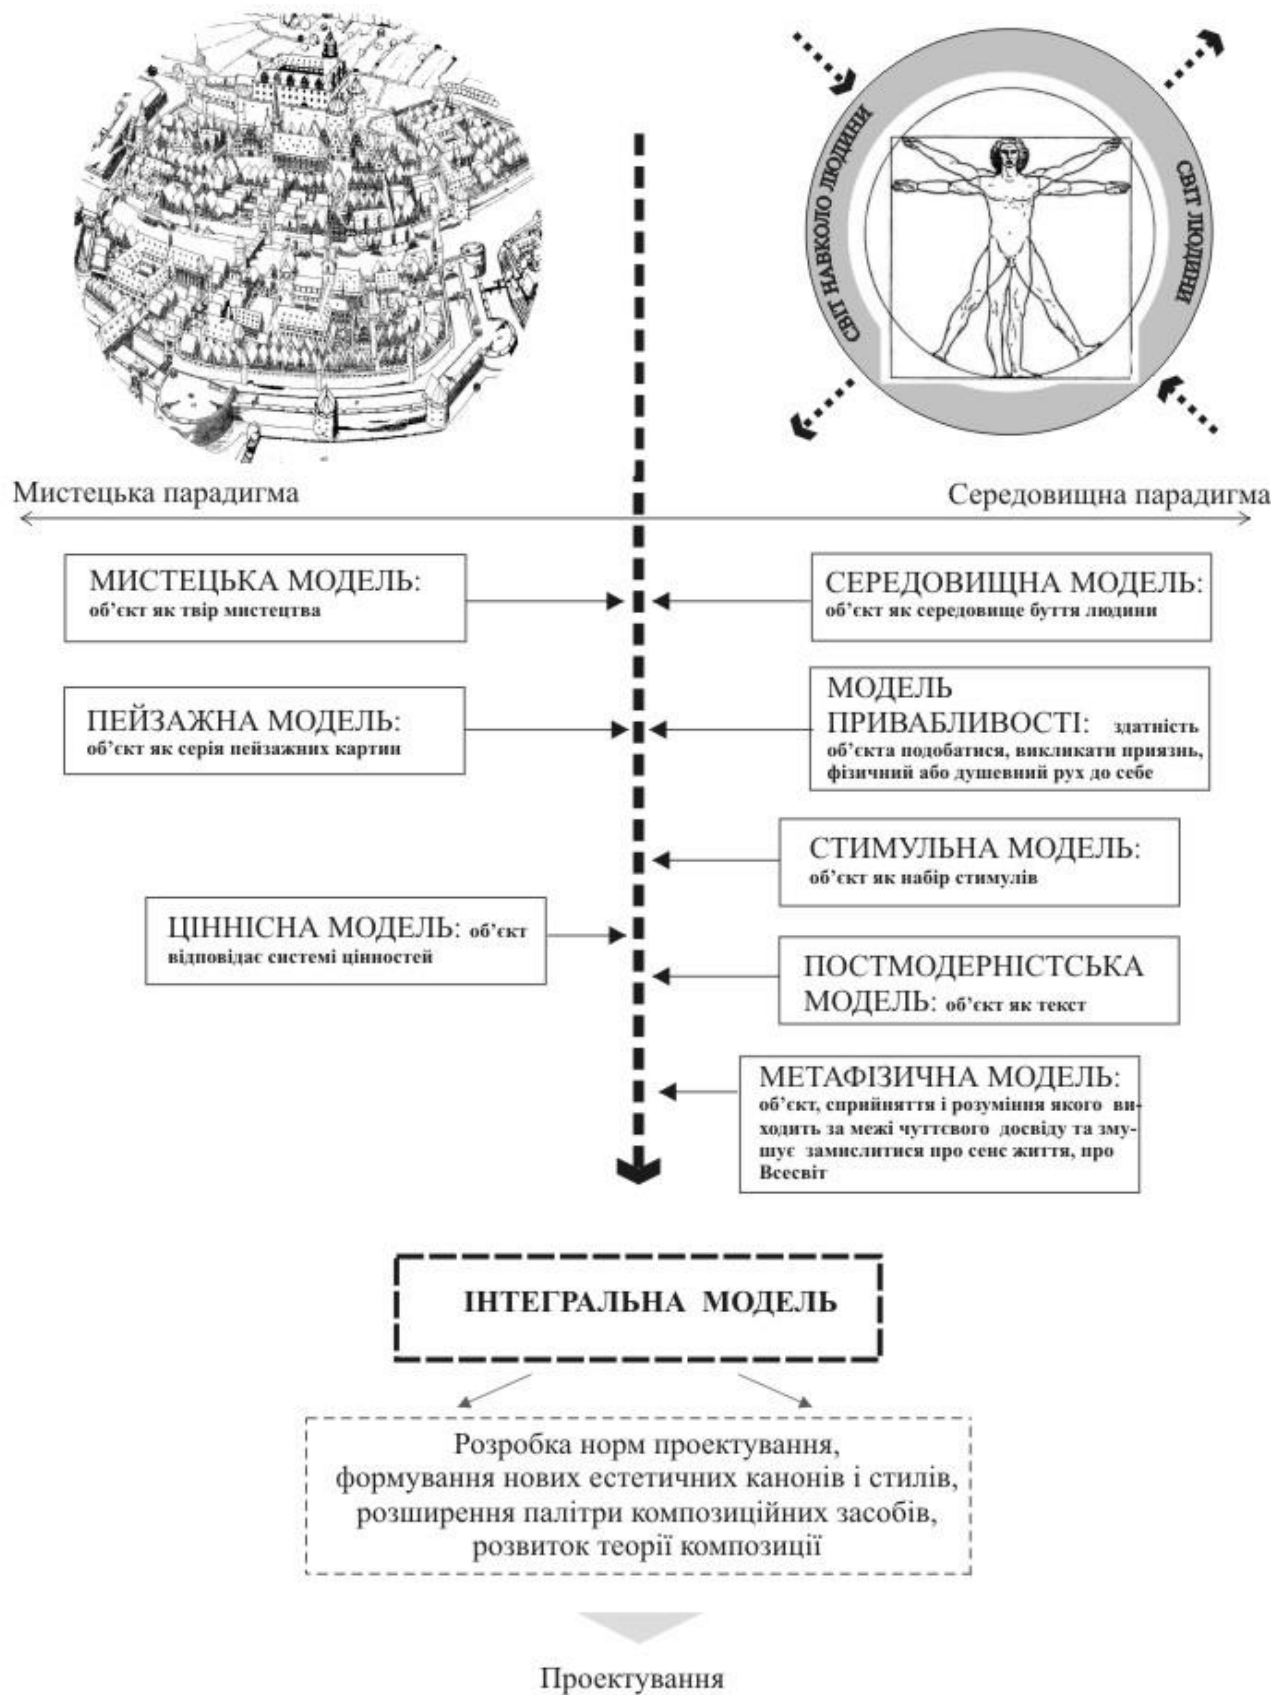 СВІТ НАВКОЛО ЛЮДИНИ
СВІТ ЛЮДИНИ
Мистецька парадигма
Середовищна парадигма
МИСТЕЦЬКА МОДЕЛЬ:
об’єкт як твір мистецтва
СЕРЕДОВИЩНА МОДЕЛЬ:
об’єкт як середовище буття людини
ПЕЙЗАЖНА МОДЕЛЬ:
об’єкт як серія пейзажних картин
МОДЕЛЬ
ПРИВАБЛИВОСТІ: здатність
об’єкта подобатися, викликати приязнь,
фізичний або душевний рух до себе
СТИМУЛЬНА МОДЕЛЬ:
об’єкт як набір стимулів
ЦІННІСНА МОДЕЛЬ: об’єкт
відповідає системі цінностей
ПОСТМОДЕРНІСТСЬКА
МОДЕЛЬ: об’єкт як текст
МЕТАФІЗИЧНА МОДЕЛЬ:
об’єкт, сприйняття і розуміння якого ви-
ходить за межі чуттєвого досвіду та зму-
шує замислитися про сенс життя, про
Всесвіт
ІНТЕГРАЛЬНА МОДЕЛЬ
Розробка норм проектування,
формування нових естетичних канонів і стилів,
розширення палітри композиційних засобів,
розвиток теорії композиції
Проектування